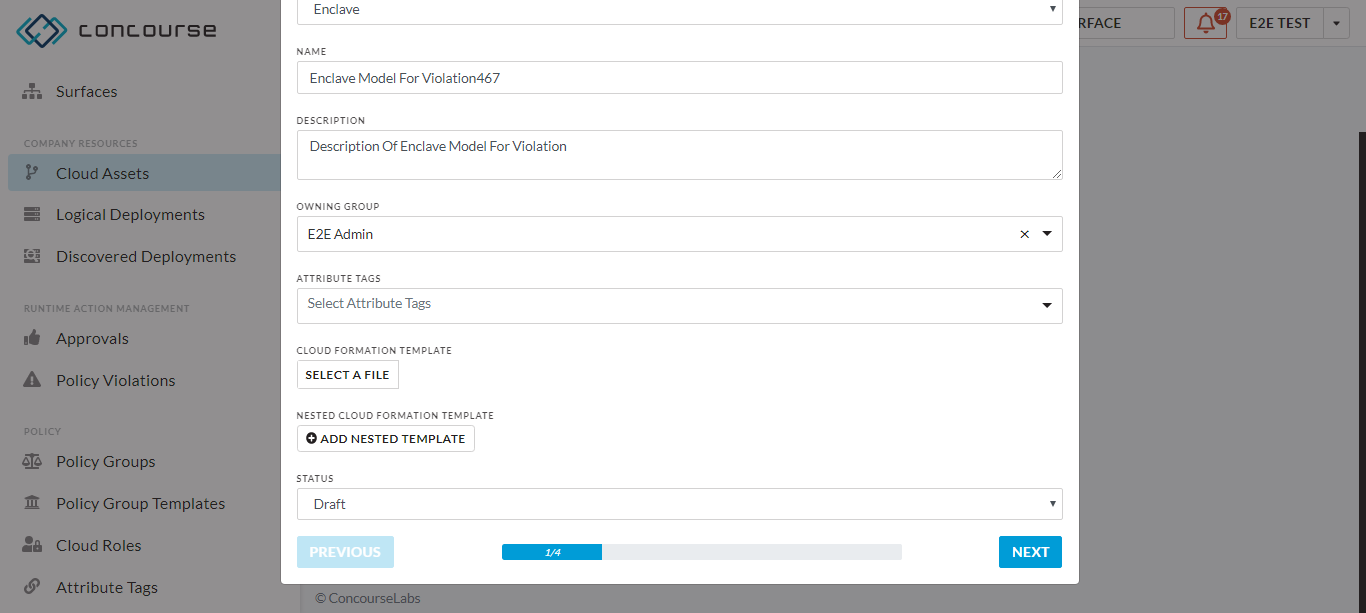 concourse
Surfaces
COMPANY RESOURCES
Cloud Assets
Logical Deployments
Discovered Deployments
RUNTIME ACTION MANAGEMENT
Approvals
Policy Violations
POLICY
Policy Groups
Policy Group Templates
Cloud Roles
Attribute Tags
Enclave
NAME
Enclave Model For Violation467
DESCRIPTION
Description Of Enclave Model For Violation
OWNING GROUP
E2E Admin
ATTRIBUTE TAGS
Select Attribute Tags
CLOUD FORMATION TEMPLATE
SELECT A FILE
NESTED CLOUD FORMATION TEMPLATE
ADD NESTED TEMPLATE
STATUS
Draft
PREVIOUS
1/4
NEXT
RFACE
17
E2E TEST
© ConcourseLabs